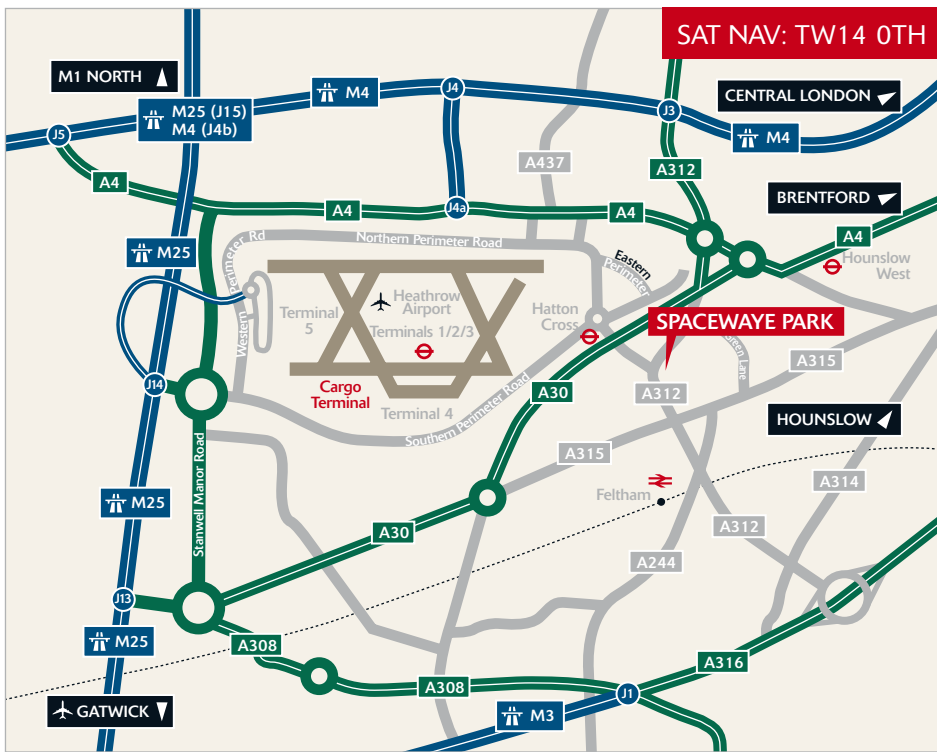 SAT NAV: TW14 0TH
M1 NORTH
M4
J4
CENTRAL LONDON
M25 (J15)
M4 (J4b)
J3
M4
J5
A437
A312
A4
A4
J4a
A4
BRENTFORD
A4
Northern Perimeter Road
Western Perimeter Rd
M25
Eastern
Perimeter
Hounslow
West
Terminal
5
Heathrow
Airport
Terminals 1/2/3
Hatton
Cross
SPACEWAYE PARK
Green Lane
A315
J14
Cargo
Terminal
Terminal 4
A30
A312
Southern Perimeter Road
HOUNSLOW
Stanwell Manor Road
A315
A314
M25
Feltham
A30
A312
A244
J13
M25
A308
A316
A308
J1
GATWICK
M3